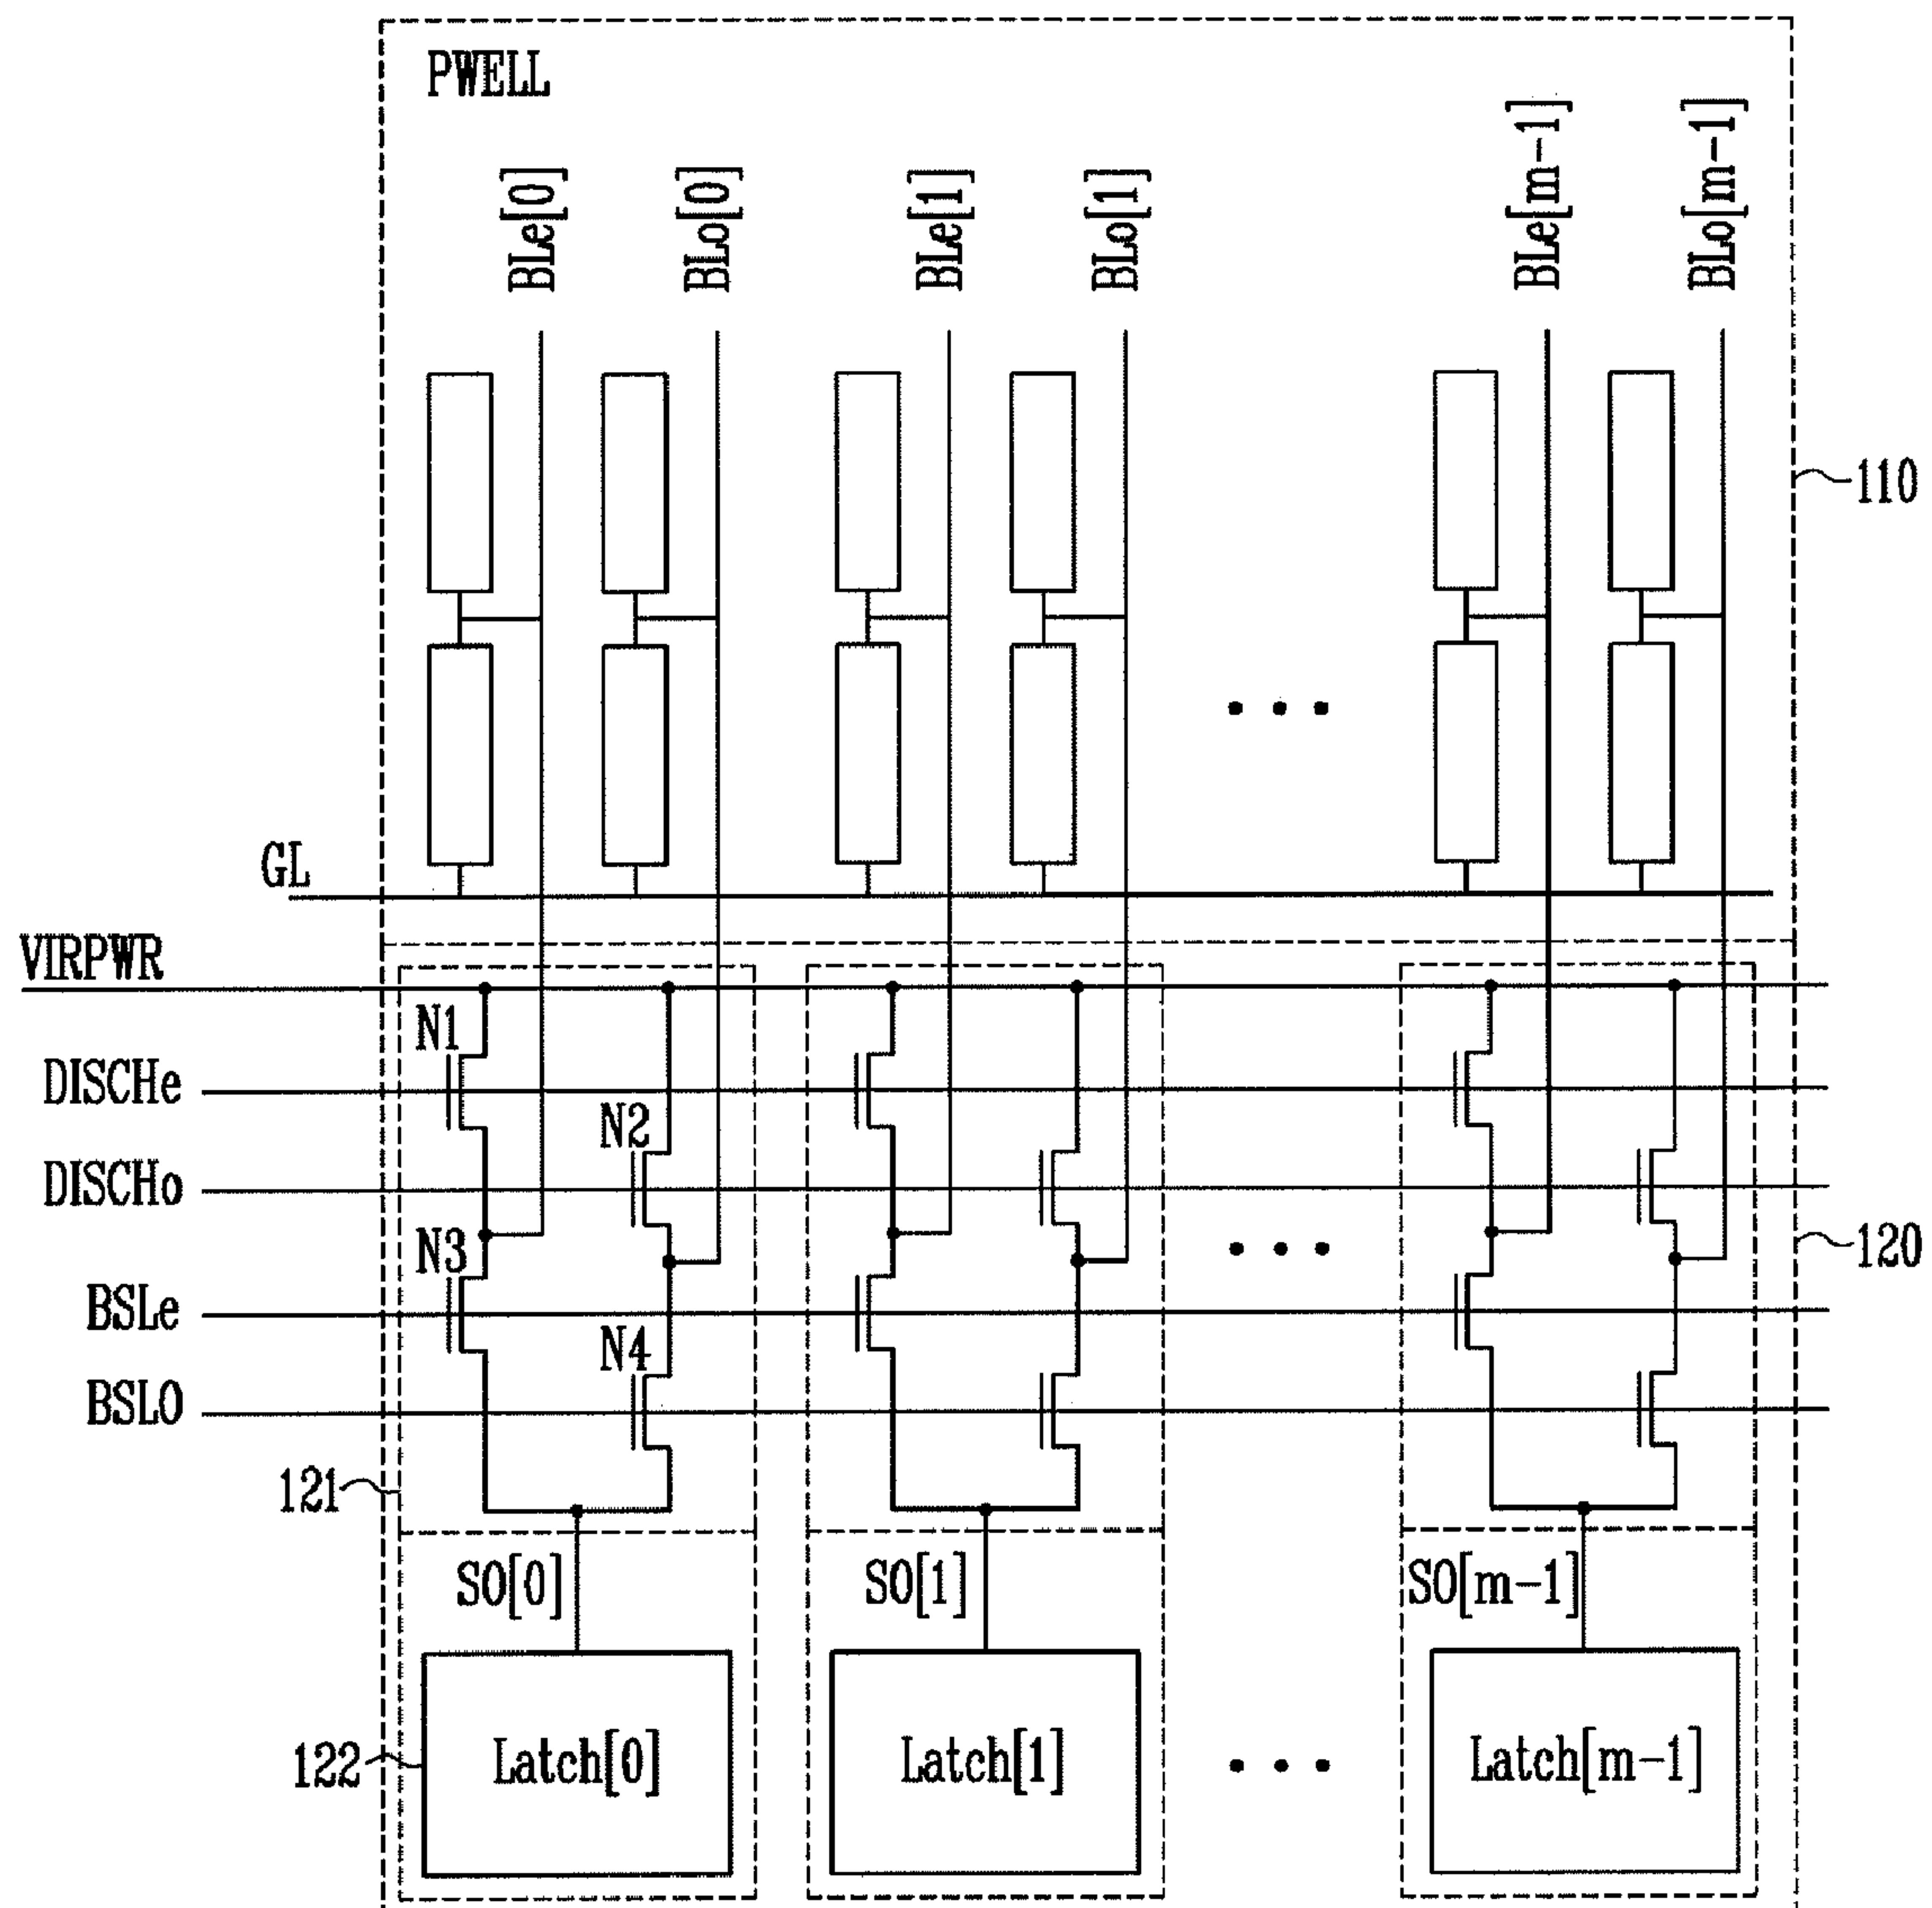 PWELL
BLe[0]
BLo[0]
BLe[1]
BLo[1]
BLe[m-1]
BLo[m-1]
110
GL
VIRPWR
N1
DISCHe
N2
DISCHo
N3
120
BSLe
N4
BSLO
121
SO[0]
SO[1]
SO[m-1]
122
Latch[0]
Latch[1]
Latch[m-1]